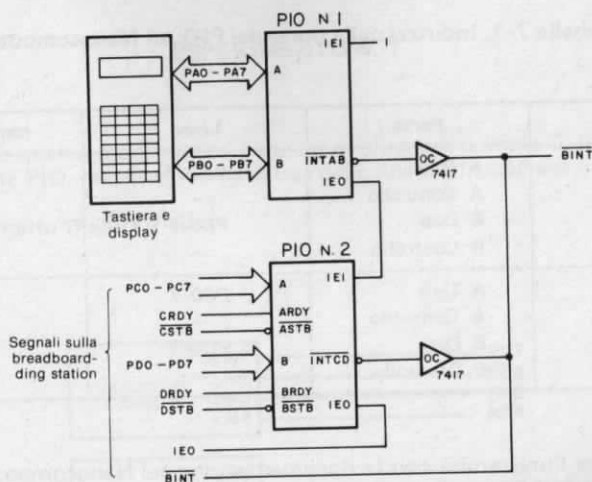 PIO N 1
IEI
1
PA0 - PA7
A
PB0 - PB7
B
INTAB
IEO
OC
7417
BINT
Tastiera e
display
PIO N. 2
IEI
PC0 - PC7
A
CRDY
ARDY
CSTB
ASTB
Segnali sulla
breadboar-
ding station
PD0 - PD7
B
INTCD
OC
7417
DRDY
BRDY
DSTB
BSTB
IEO
IEO
BINT